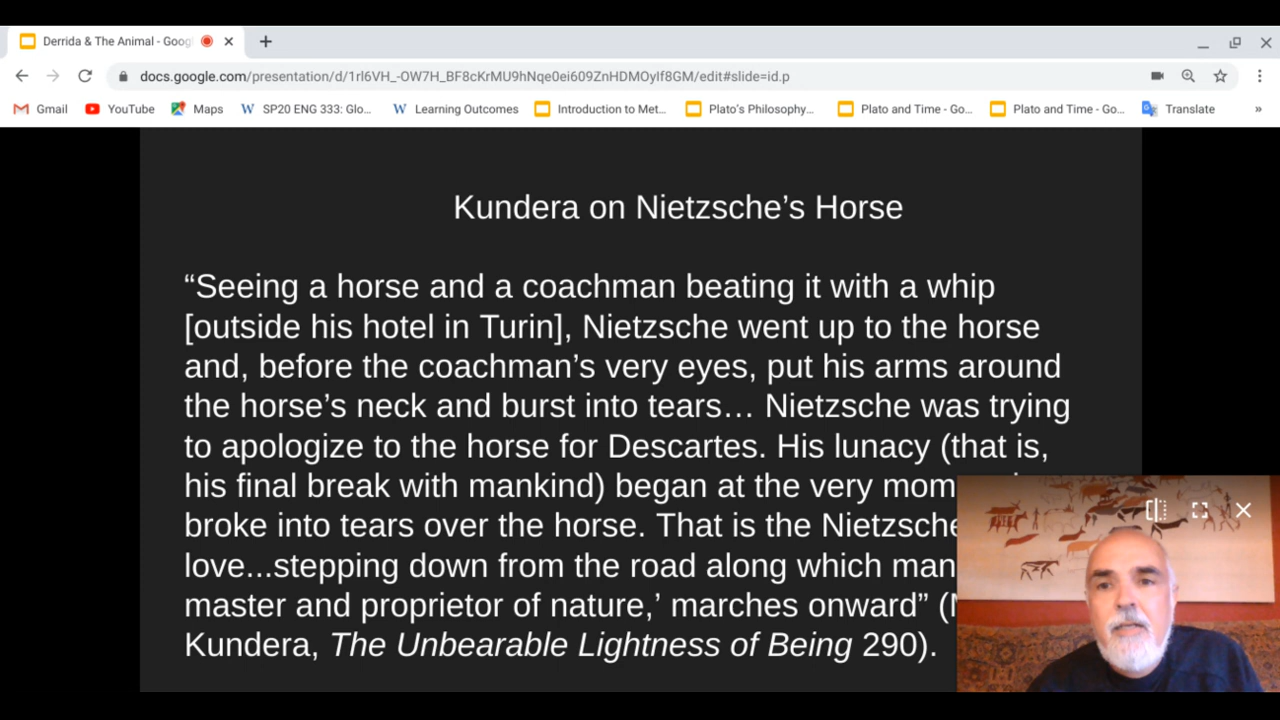 Derrida & The Animal - Goog
docs.google.com/presentation/d/1rl6VH_-OW7H_BF8cKrMU9hNqe0ei609ZnHDMOyIf8GM/edit#slide=id.p
Gmail YouTube Maps SP20 ENG 333: Glo... Learning Outcomes Introduction to Met... Plato's Philosophy... Plato and Time - Go... Plato and Time - Go... Translate »
Kundera on Nietzsche’s Horse
“Seeing a horse and a coachman beating it with a whip
[outside his hotel in Turin], Nietzsche went up to the horse
and, before the coachman’s very eyes, put his arms around
the horse’s neck and burst into tears… Nietzsche was trying
to apologize to the horse for Descartes. His lunacy (that is,
his final break with mankind) began at the very mom
broke into tears over the horse. That is the Nietzsche
love...stepping down from the road along which man
master and proprietor of nature,’ marches onward” (
Kundera, The Unbearable Lightness of Being 290).